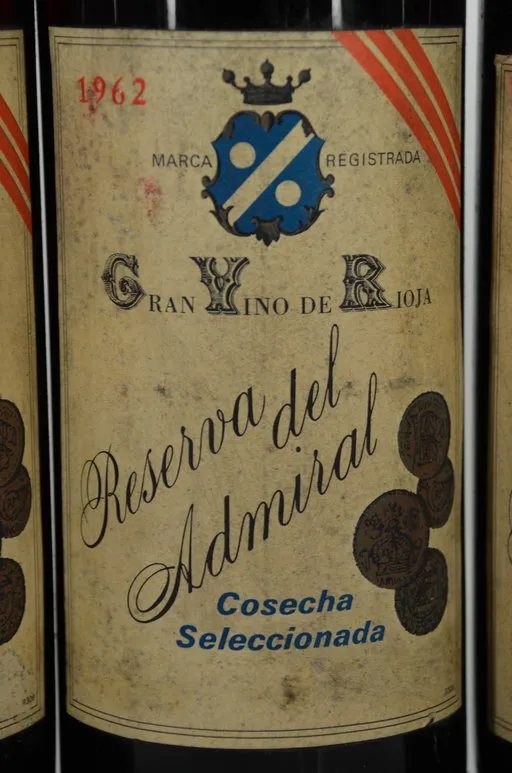 1962
MARCA REGISTRADA
GRAN VINO DE RIOJA
Reserva del
Admiral
Cosecha
Seleccionada